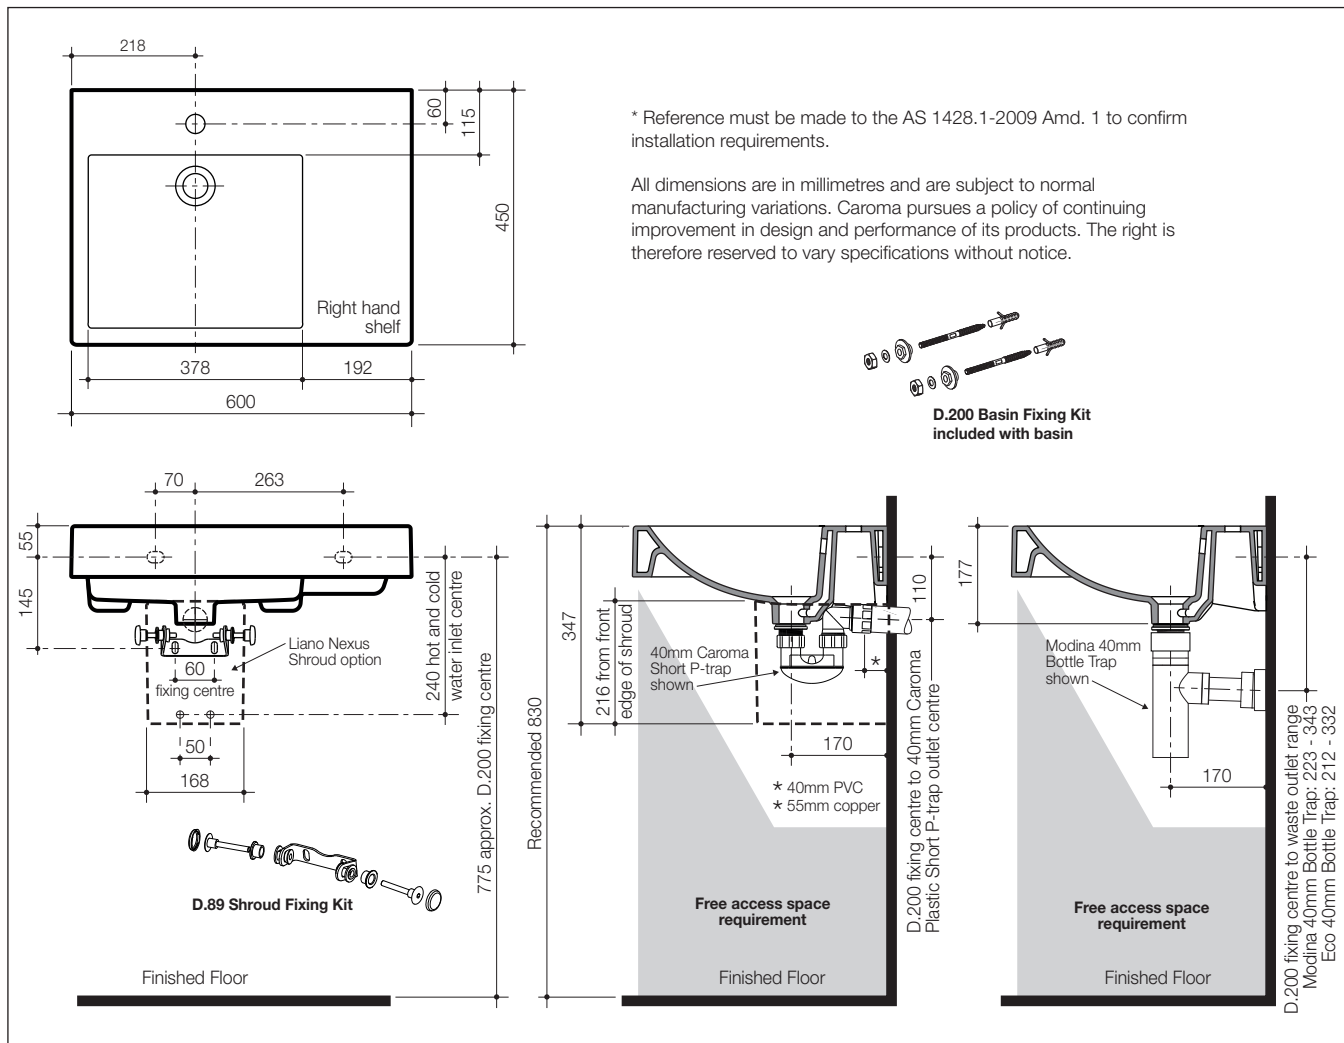 218
60
115
450
Right hand
shelf
378
192
600
* Reference must be made to the AS 1428.1-2009 Amd. 1 to confirm
installation requirements.
All dimensions are in millimetres and are subject to normal
manufacturing variations. Caroma pursues a policy of continuing
improvement in design and performance of its products. The right is
therefore reserved to vary specifications without notice.
D.200 Basin Fixing Kit
included with basin
70
263
55
145
Liano Nexus
Shroud option
60
fixing centre
50
168
240 hot and cold
water inlet centre
775 approx. D.200 fixing centre
D.89 Shroud Fixing Kit
Finished Floor
Recommended 830
347
216 from front
edge of shroud
40mm Caroma
Short P-trap
shown
*
110
170
* 40mm PVC
* 55mm copper
D.200 fixing centre to 40mm Caroma
Plastic Short P-trap outlet centre
Free access space
requirement
Finished Floor
177
Modina 40mm
Bottle Trap
shown
170
D.200 fixing centre to waste outlet range
Modina 40mm Bottle Trap: 223 - 343
Eco 40mm Bottle Trap: 212 - 332
Free access space
requirement
Finished Floor